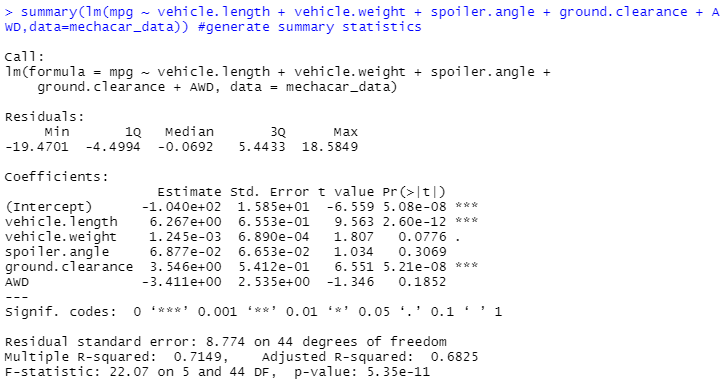 > summary(lm(mpg ~ vehicle.length + vehicle.weight + spoiler.angle + ground.clearance + A
WD,data=mechacar_data)) #generate summary statistics
Call:
lm(formula = mpg ~ vehicle.length + vehicle.weight + spoiler.angle +
    ground.clearance + AWD, data = mechacar_data)
Residuals:
     Min       1Q   Median       3Q      Max
-19.4701  -4.4994  -0.0692   5.4433  18.5849
Coefficients:
                   Estimate Std. Error t value Pr(>|t|)
(Intercept)      -1.040e+02  1.585e+01  -6.559 5.08e-08 ***
vehicle.length    6.267e+00  6.553e-01   9.563 2.60e-12 ***
vehicle.weight    1.245e-03  6.890e-04   1.807   0.0776 .
spoiler.angle     6.877e-02  6.653e-02   1.034   0.3069
ground.clearance  3.546e+00  5.412e-01   6.551 5.21e-08 ***
AWD              -3.411e+00  2.535e+00  -1.346   0.1852
---
Signif. codes:  0 ‘***’ 0.001 ‘**’ 0.01 ‘*’ 0.05 ‘.’ 0.1 ‘ ’ 1
Residual standard error: 8.774 on 44 degrees of freedom
Multiple R-squared:  0.7149,	Adjusted R-squared:  0.6825
F-statistic: 22.07 on 5 and 44 DF,  p-value: 5.35e-11